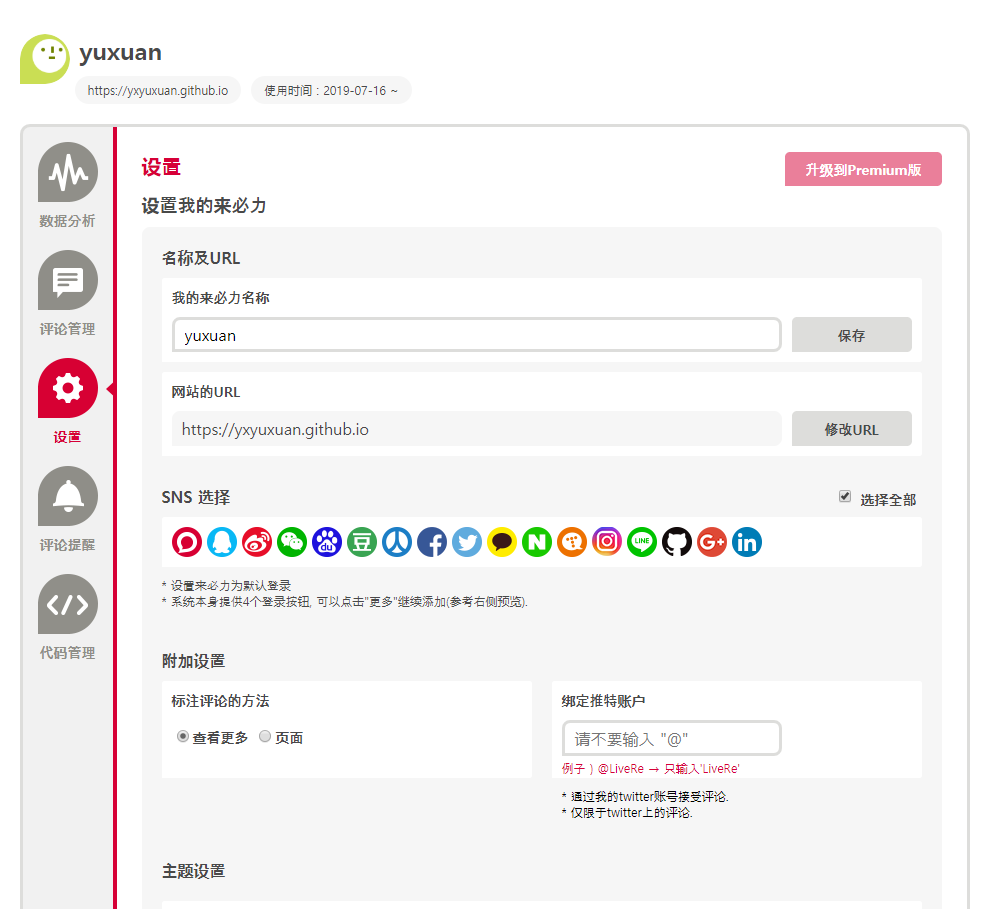 yuxuan
https://yxyuxuan.github.io 使用时间 : 2019-07-16 ~
数据分析
评论管理
设置
评论提醒
代码管理
设置
升级到Premium版
设置我的来必力
名称及URL
我的来必力名称
yuxuan
保存
网站的URL
https://yxyuxuan.github.io
修改URL
SNS 选择
选择全部
du 豆 N LINE G+ in
* 设置来必力为默认登录
* 系统本身提供4个登录按钮, 可以点击"更多"继续添加(参考右侧预览).
附加设置
标注评论的方法
查看更多 页面
绑定推特账户
请不要输入 "@"
例子 ) @LiveRe → 只输入'LiveRe'
* 通过我的twitter账号接受评论.
* 仅限于twitter上的评论.
主题设置